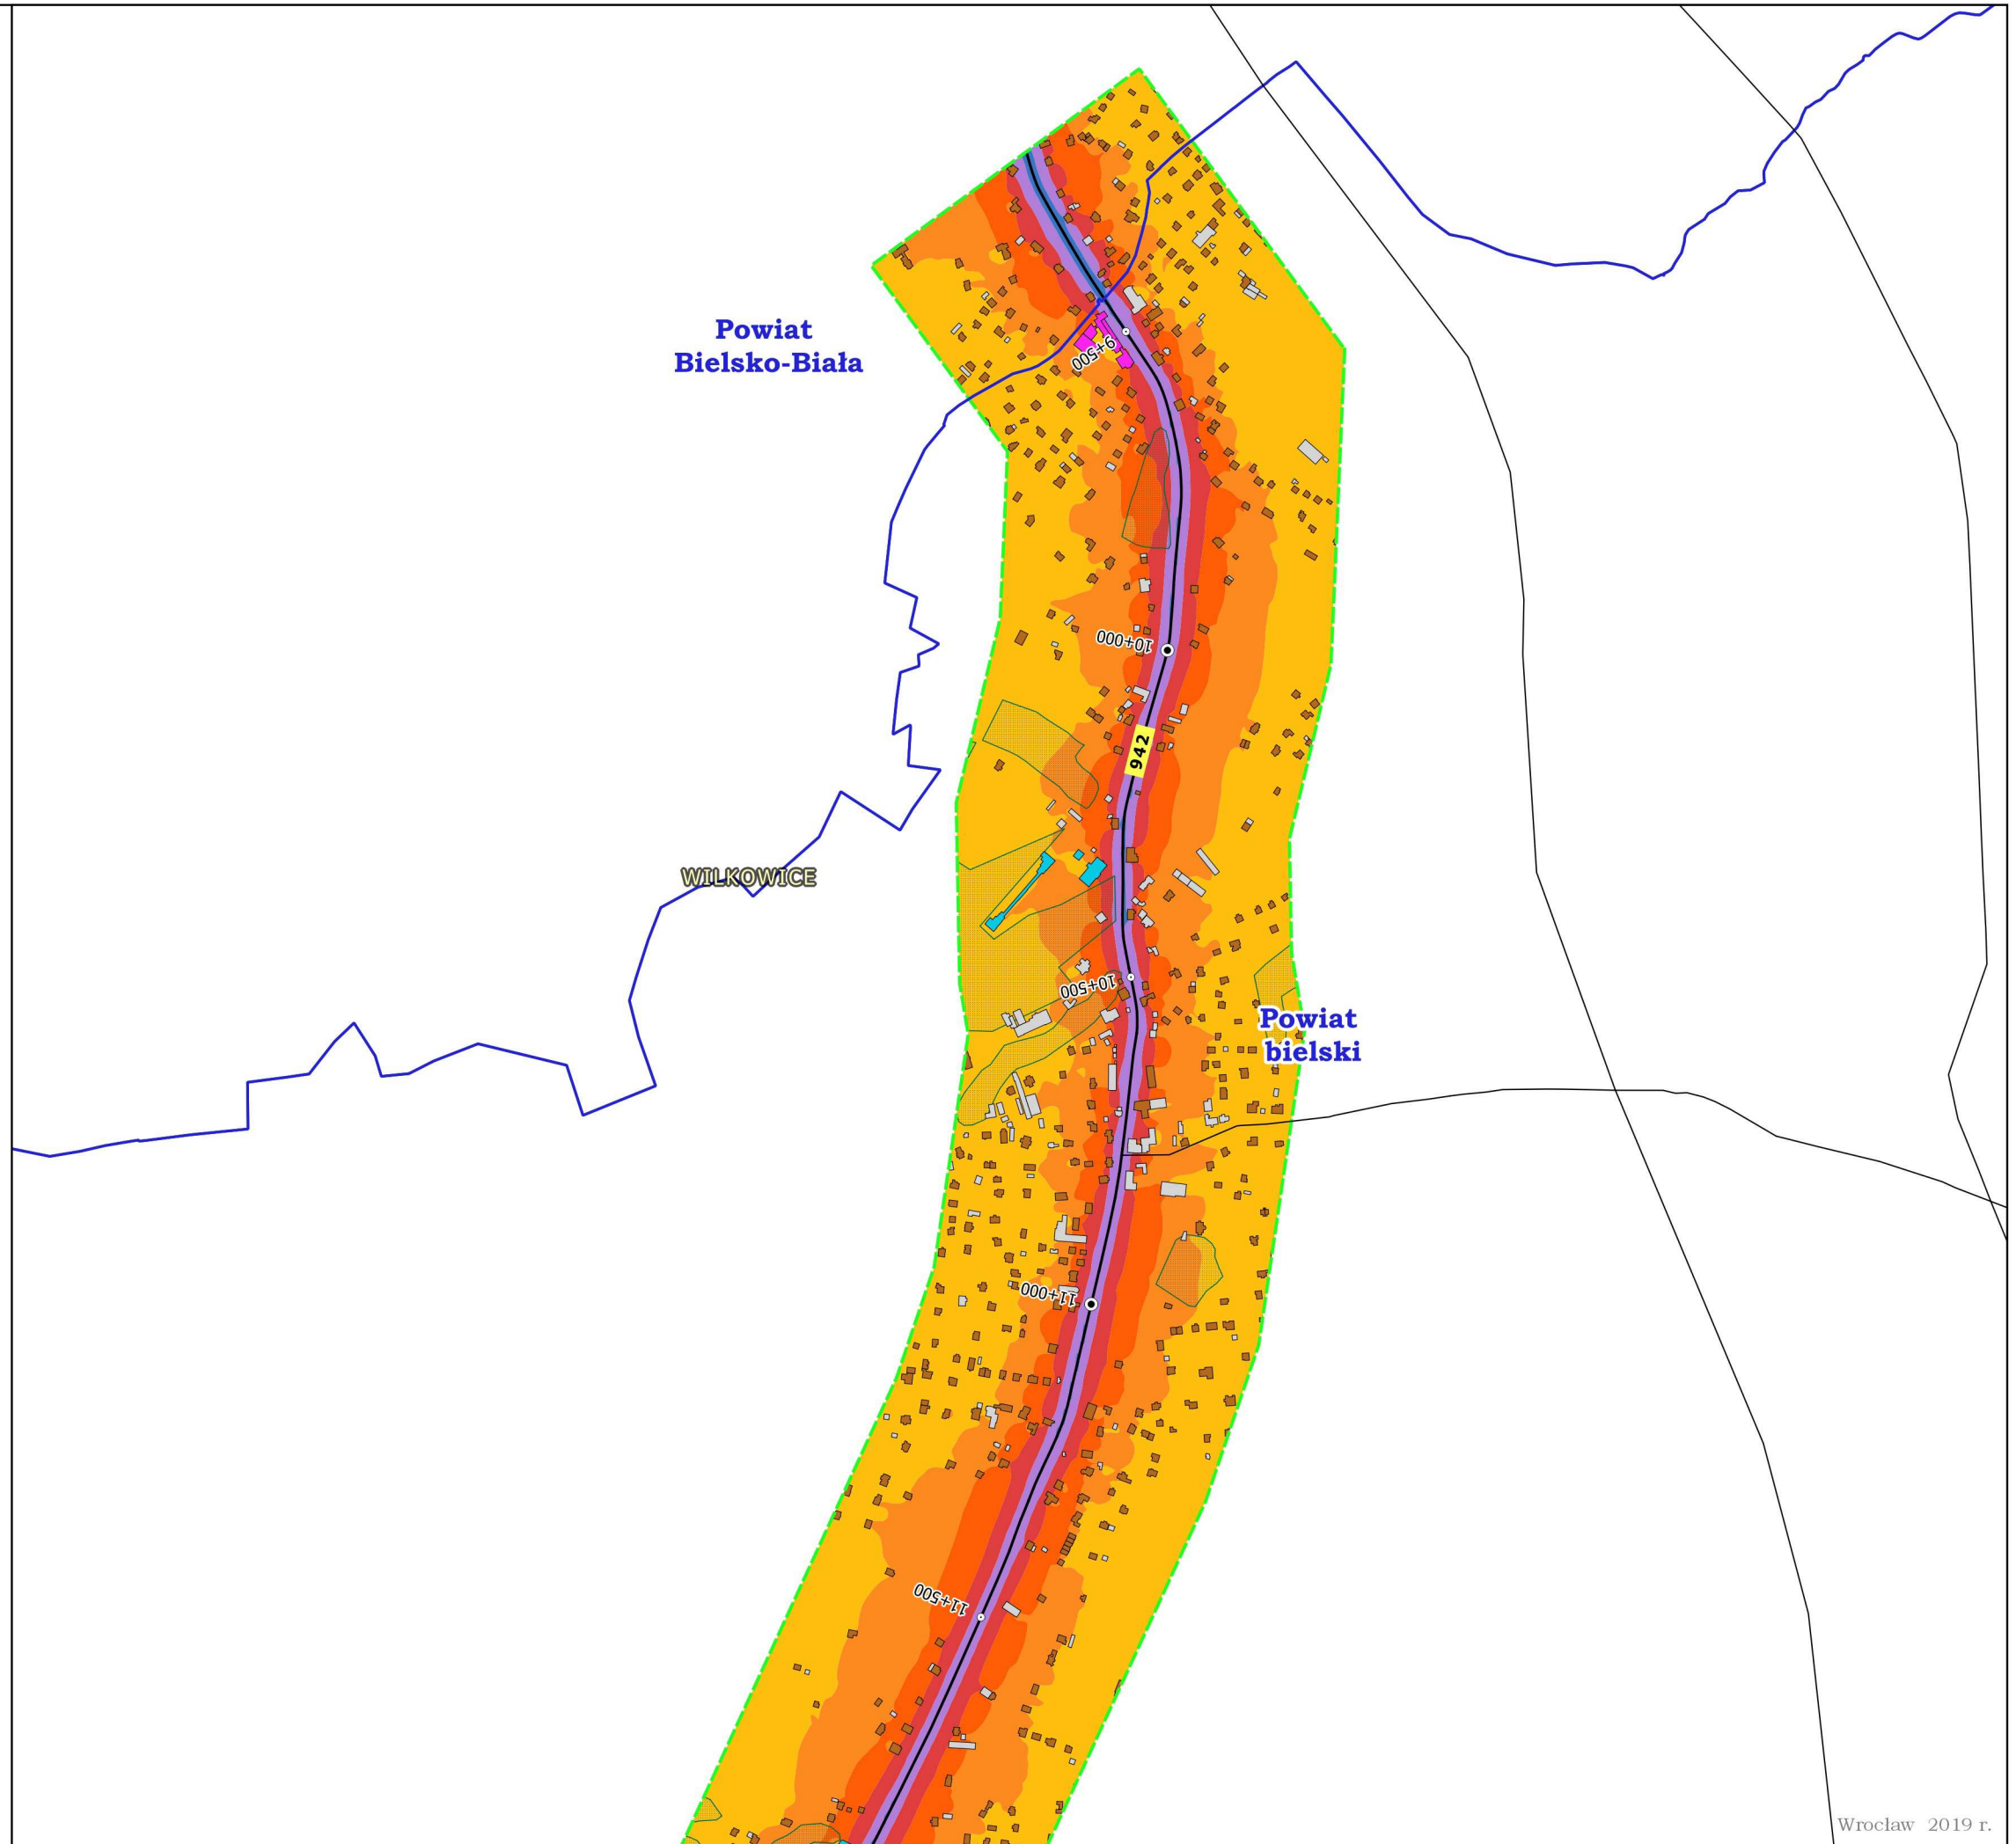 Powiat
Bielsko-Biała
9+500
10+000
942
WILKOWICE
10+500
Powiat
bielski
11+000
11+500
Wrocław 2019 r.